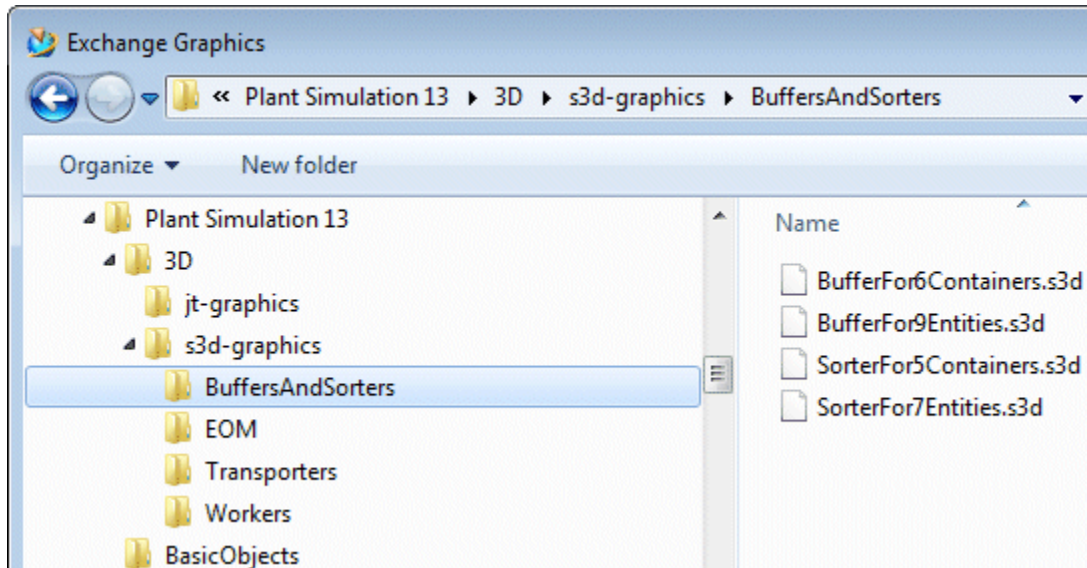 Exchange Graphics
« Plant Simulation 13 ▸ 3D ▸ s3d-graphics ▸ BuffersAndSorters
Organize New folder
Plant Simulation 13
3D
jt-graphics
s3d-graphics
BuffersAndSorters
EOM
Transporters
Workers
BasicObjects
Name
BufferFor6Containers.s3d
BufferFor9Entities.s3d
SorterFor5Containers.s3d
SorterFor7Entities.s3d